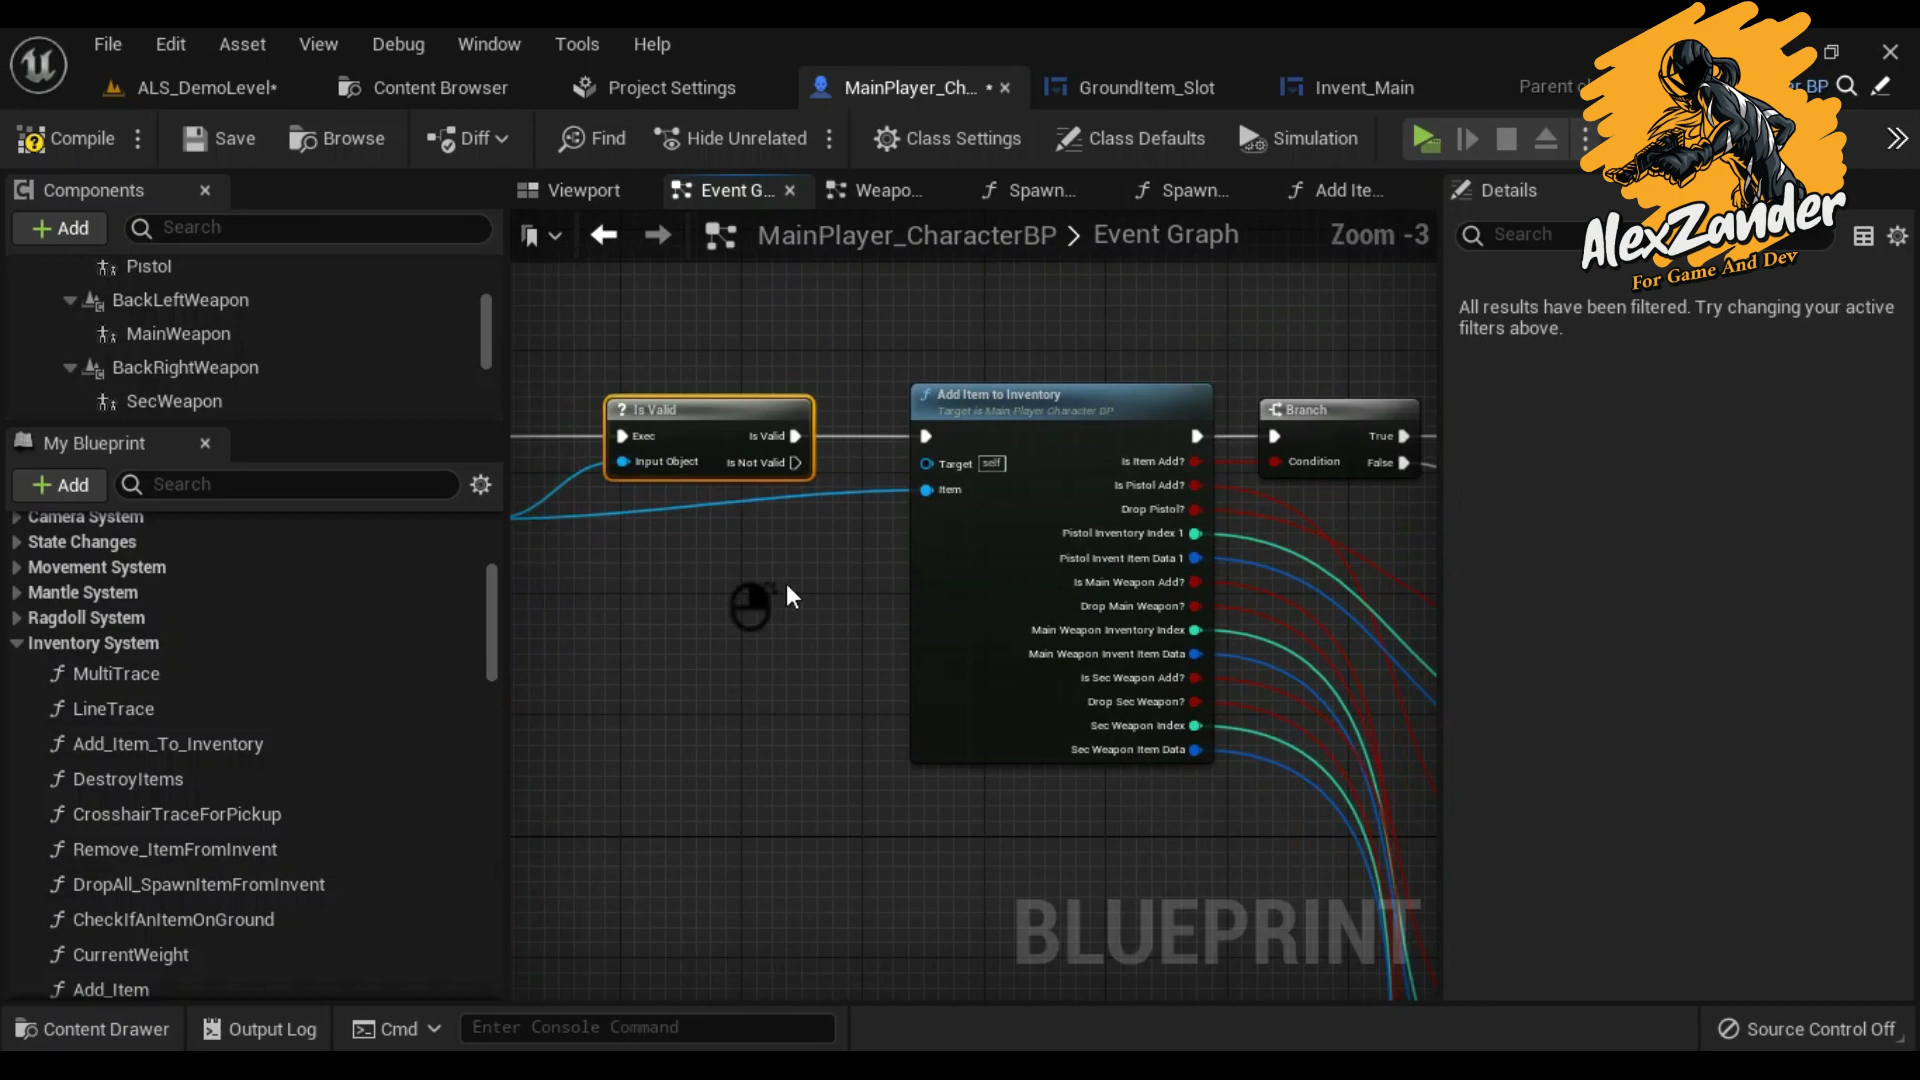 File Edit Asset View Debug Window Tools Help
ALS_DemoLevel* Content Browser Project Settings MainPlayer_Ch... * GroundItem_Slot Invent_Main Parent
BP
Compile Save Browse Diff Find Hide Unrelated Class Settings Class Defaults Simulation
AlexZander
For Game And Dev
Components
Viewport Event G... Weapo... Spawn... Spawn... Add Ite...
Details
Add Search
MainPlayer_CharacterBP > Event Graph Zoom -3
Search
Pistol
BackLeftWeapon
MainWeapon
BackRightWeapon
SecWeapon
All results have been filtered. Try changing your active
filters above.
My Blueprint
Add Search
Camera System
State Changes
Movement System
Mantle System
Ragdoll System
Inventory System
f MultiTrace
f LineTrace
f Add_Item_To_Inventory
f DestroyItems
f CrosshairTraceForPickup
f Remove_ItemFromInvent
f DropAll_SpawnItemFromInvent
f CheckIfAnItemOnGround
f CurrentWeight
f Add_Item
? Is Valid
Exec Is Valid
Input Object Is Not Valid
f Add Item to Inventory
Target is Main Player Character BP
Target self
Item
Is Item Add?
Is Pistol Add?
Drop Pistol?
Pistol Inventory Index 1
Pistol Invent Item Data 1
Is Main Weapon Add?
Drop Main Weapon?
Main Weapon Inventory Index
Main Weapon Invent Item Data
Is Sec Weapon Add?
Drop Sec Weapon?
Sec Weapon Index
Sec Weapon Item Data
Branch
True
Condition False
BLUEPRINT
Content Drawer Output Log Cmd Enter Console Command Source Control Off